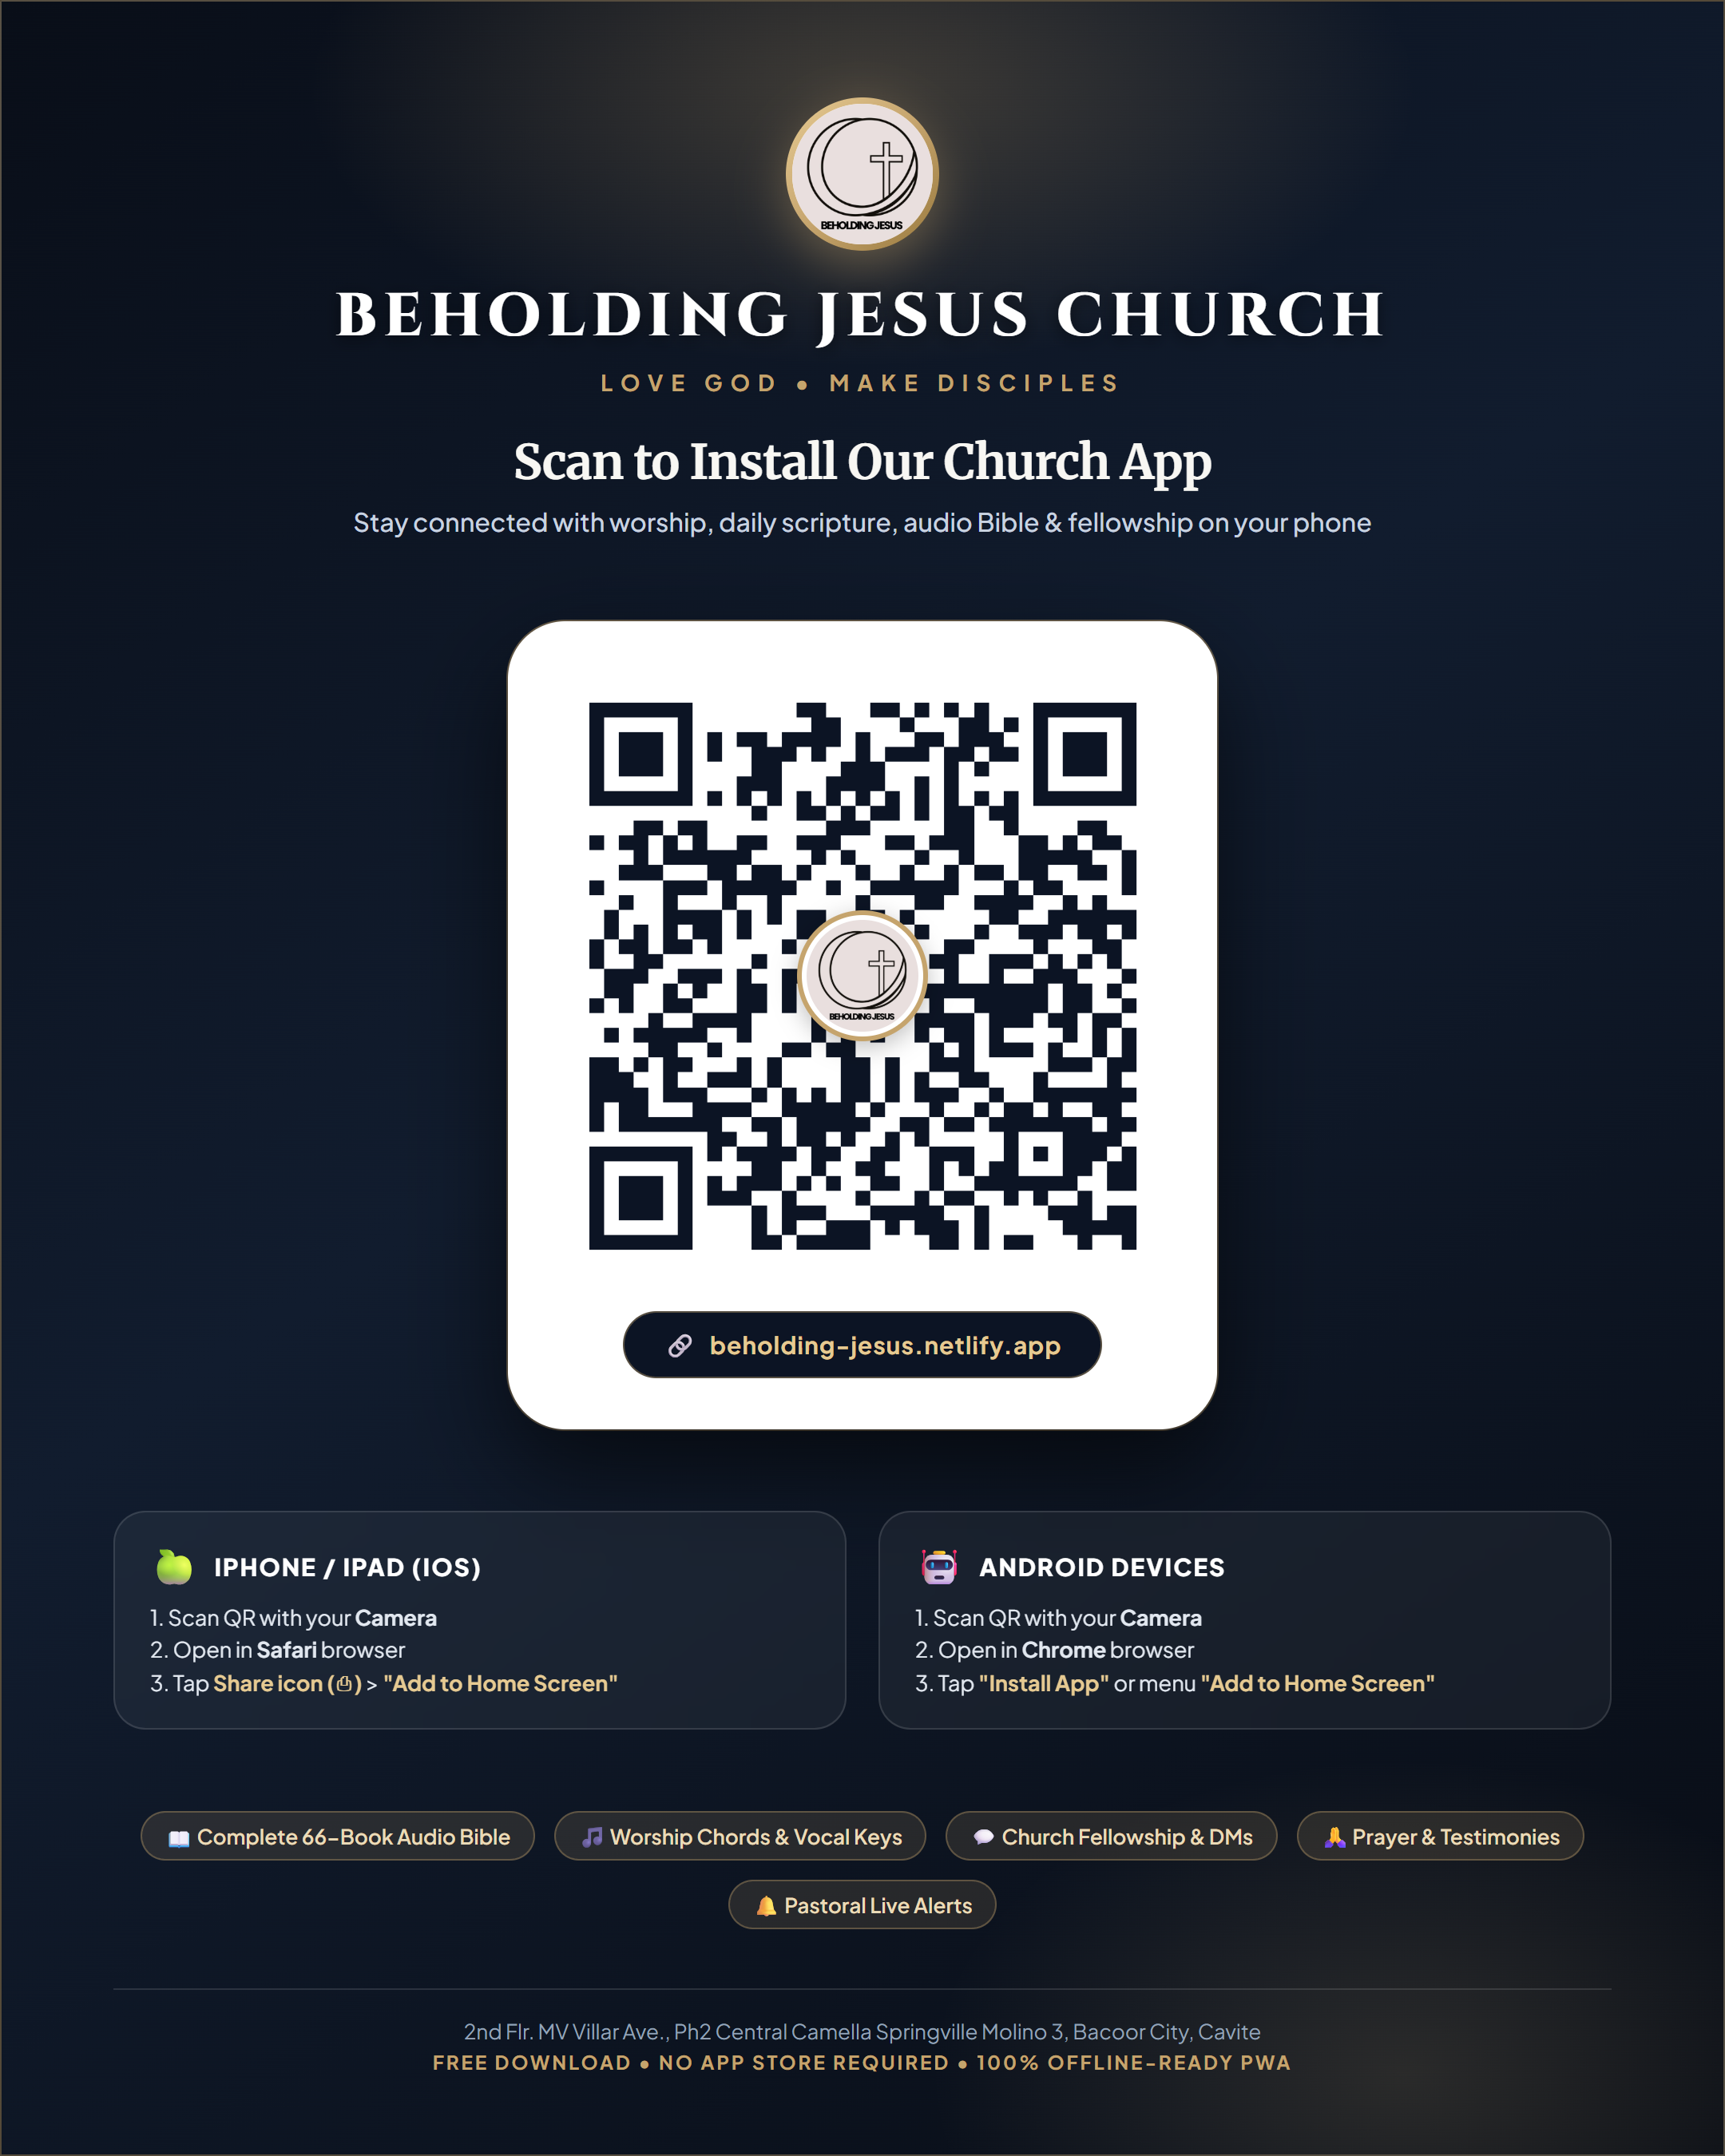 BEHOLDING JESUS
BEHOLDING JESUS CHURCH
LOVE GOD • MAKE DISCIPLES
Scan to Install Our Church App
Stay connected with worship, daily scripture, audio Bible & fellowship on your phone
BEHOLDING JESUS
beholding-jesus.netlify.app
IPHONE / IPAD (IOS)
1. Scan QR with your Camera
2. Open in Safari browser
3. Tap Share icon (⎙) > "Add to Home Screen"
ANDROID DEVICES
1. Scan QR with your Camera
2. Open in Chrome browser
3. Tap "Install App" or menu "Add to Home Screen"
Complete 66-Book Audio Bible
Worship Chords & Vocal Keys
Church Fellowship & DMs
Prayer & Testimonies
Pastoral Live Alerts
2nd Flr. MV Villar Ave., Ph2 Central Camella Springville Molino 3, Bacoor City, Cavite
FREE DOWNLOAD • NO APP STORE REQUIRED • 100% OFFLINE-READY PWA